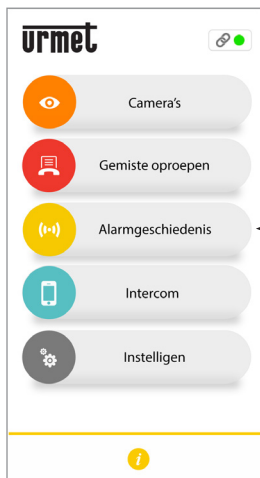 urmet
Camera's
Gemiste oproepen
Alarmgeschiedenis
Intercom
Instelligen
i